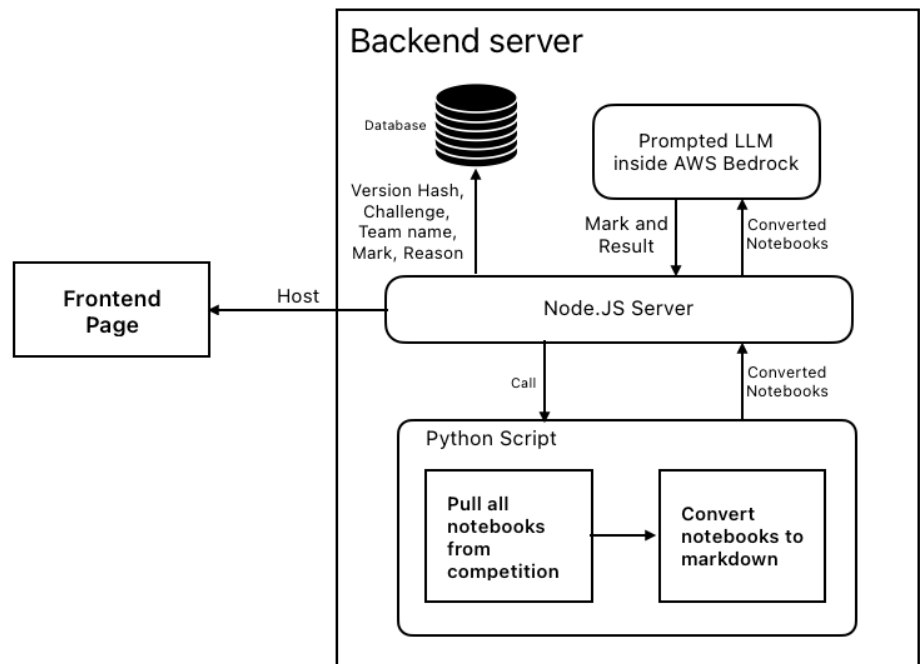 Backend server
Database
Prompted LLM
inside AWS Bedrock
Version Hash,
Challenge,
Team name,
Mark, Reason
Mark and
Result
Converted
Notebooks
Frontend
Page
Host
Node.JS Server
Call
Converted
Notebooks
Python Script
Pull all
notebooks
from
competition
Convert
notebooks to
markdown